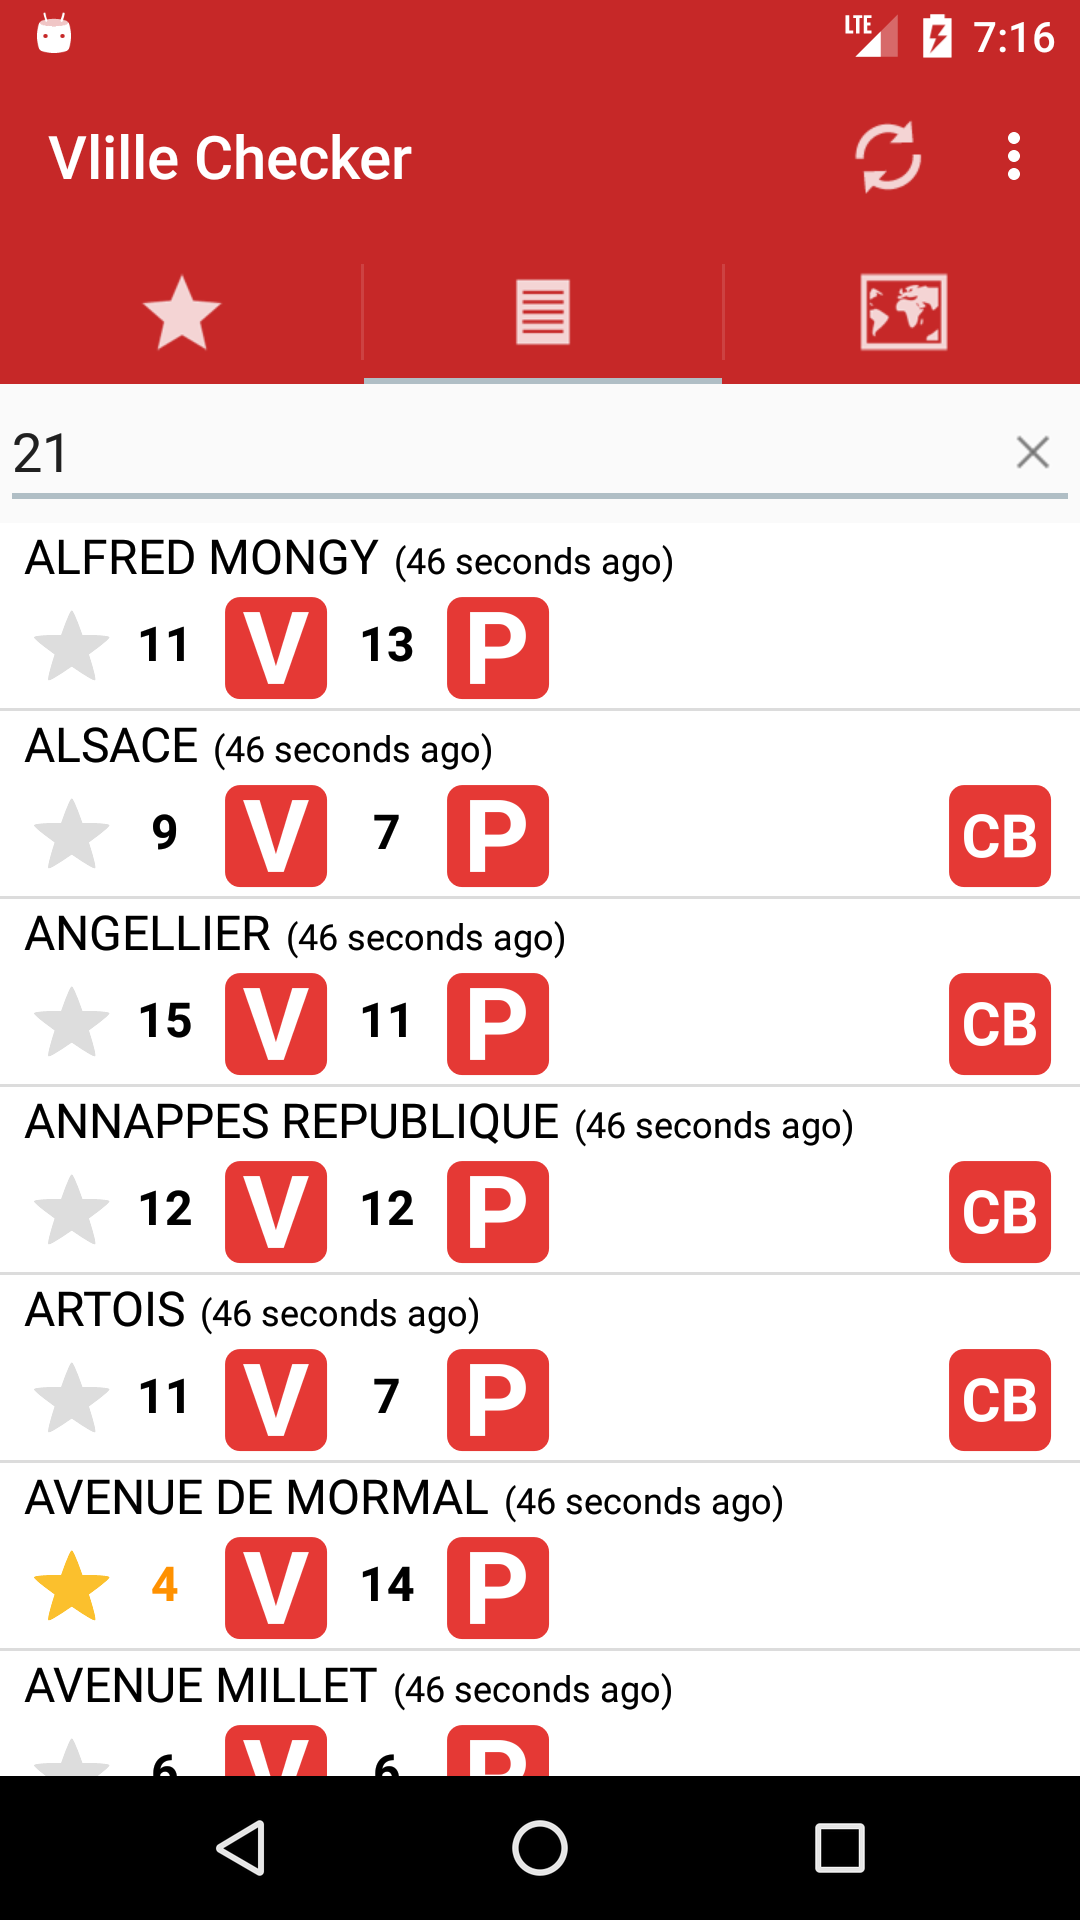 LTE 7:16
Vlille Checker
21
ALFRED MONGY (46 seconds ago)
11 V 13 P
ALSACE (46 seconds ago)
9 V 7 P CB
ANGELLIER (46 seconds ago)
15 V 11 P CB
ANNAPPES REPUBLIQUE (46 seconds ago)
12 V 12 P CB
ARTOIS (46 seconds ago)
11 V 7 P CB
AVENUE DE MORMAL (46 seconds ago)
4 V 14 P
AVENUE MILLET (46 seconds ago)
6 V 6 P